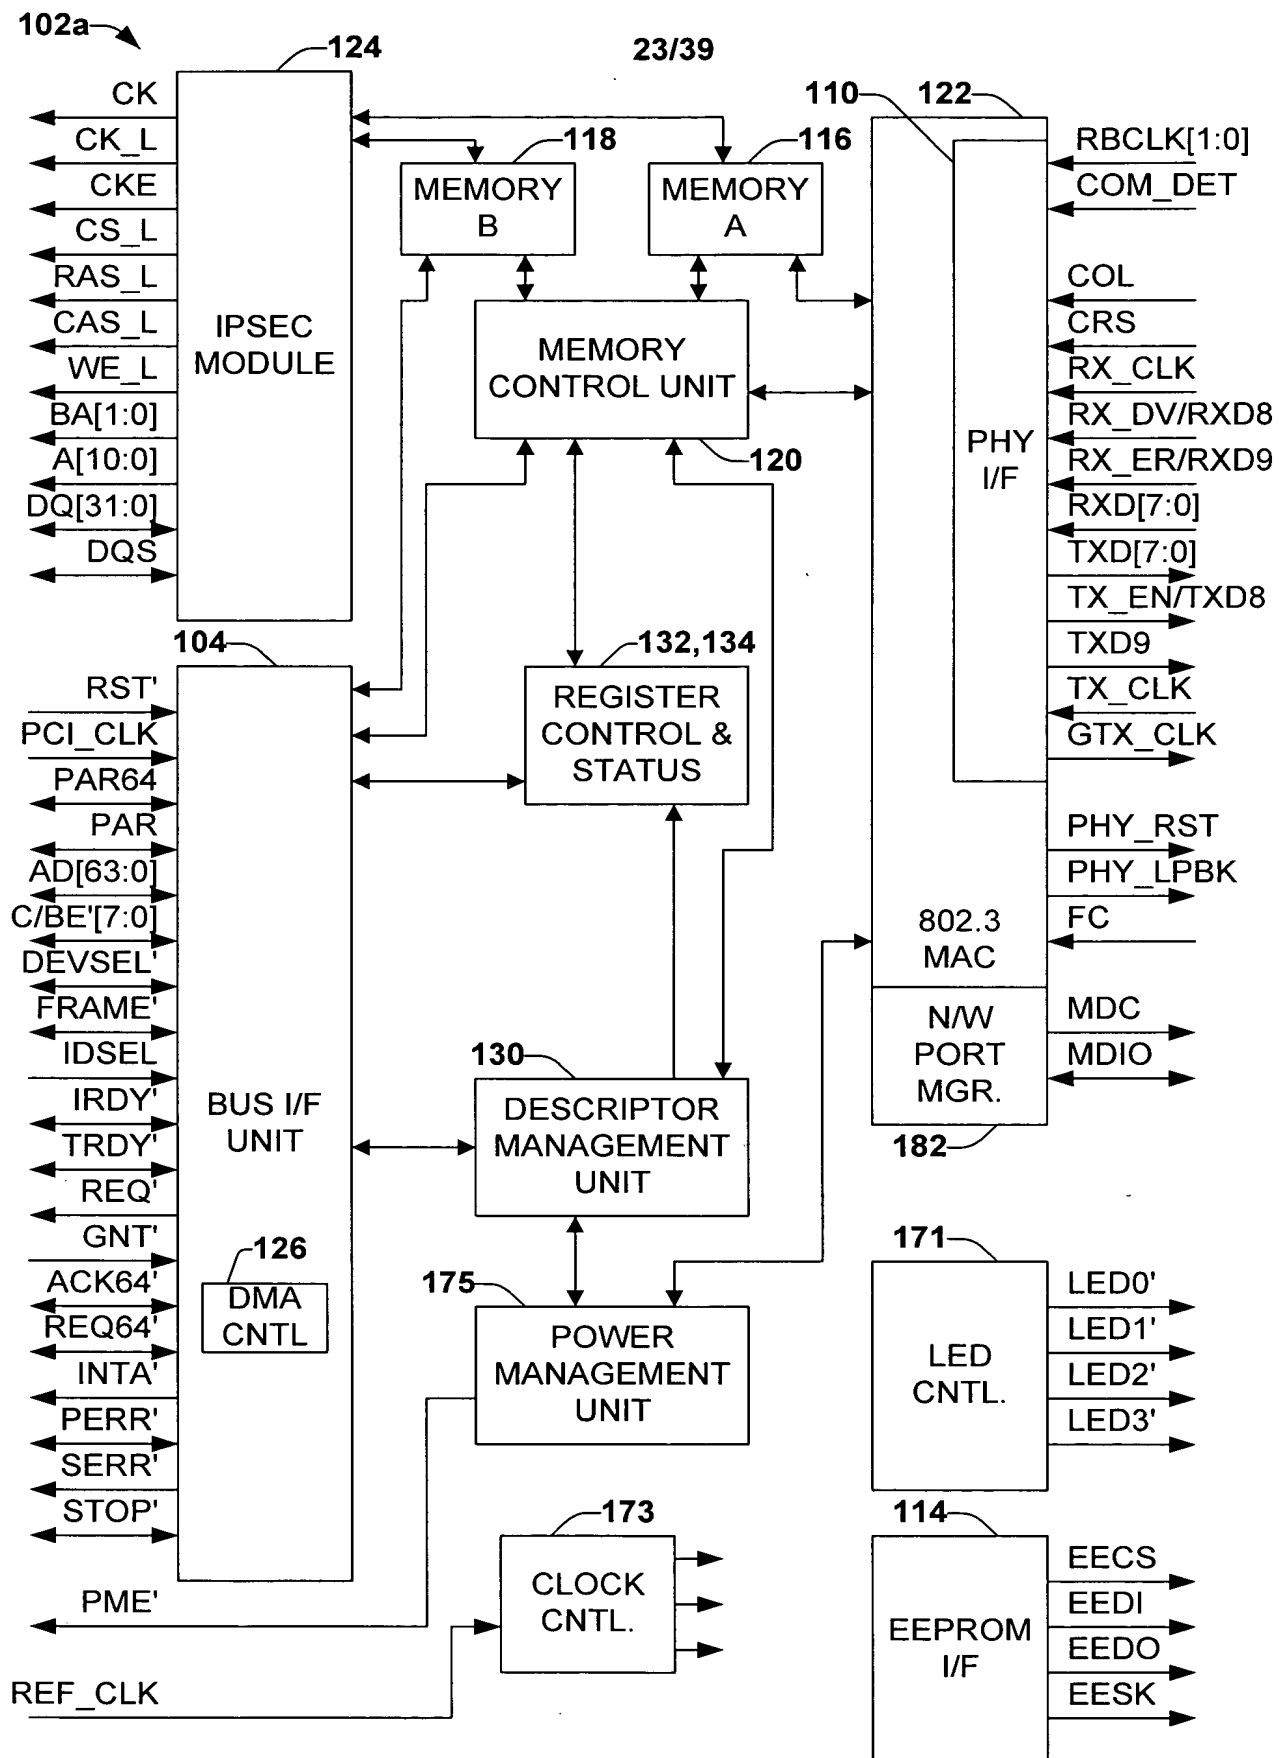 102a
23/39
124
CK
CK_L
CKE
CS_L
RAS_L
CAS_L
WE_L
BA[1:0]
A[10:0]
DQ[31:0]
DQS
IPSEC
MODULE
118
MEMORY
B
116
MEMORY
A
MEMORY
CONTROL UNIT
120
110
122
PHY
I/F
RBCLK[1:0]
COM_DET
COL
CRS
RX_CLK
RX_DV/RXD8
RX_ER/RXD9
RXD[7:0]
TXD[7:0]
TX_EN/TXD8
TXD9
TX_CLK
GTX_CLK
PHY_RST
PHY_LPBK
FC
802.3
MAC
N/W
PORT
MGR.
182
MDC
MDIO
104
RST'
PCI_CLK
PAR64
PAR
AD[63:0]
C/BE'[7:0]
DEVSEL'
FRAME'
IDSEL
IRDY'
TRDY'
REQ'
GNT'
ACK64'
REQ64'
INTA'
PERR'
SERR'
STOP'
BUS I/F
UNIT
126
DMA
CNTL
132,134
REGISTER
CONTROL &
STATUS
130
DESCRIPTOR
MANAGEMENT
UNIT
175
POWER
MANAGEMENT
UNIT
171
LED
CNTL.
LED0'
LED1'
LED2'
LED3'
173
CLOCK
CNTL.
PME'
REF_CLK
114
EEPROM
I/F
EECS
EEDI
EEDO
EESK